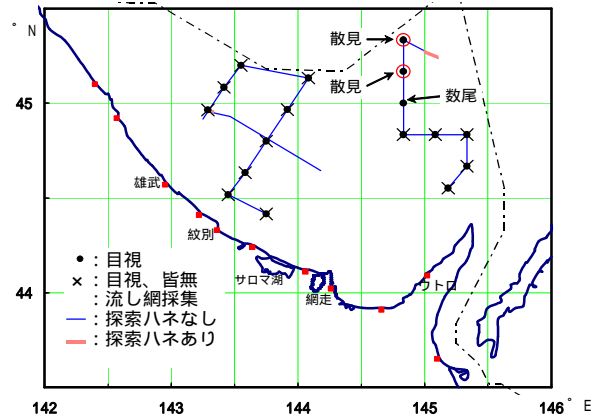 ° N
散見
散見
数尾
45
雄武
紋別
サロマ湖
網走
ウトロ
● : 目視
× : 目視、皆無
: 流し網採集
: 探索ハネなし
: 探索ハネあり
44
142 143 144 145 146 ° E